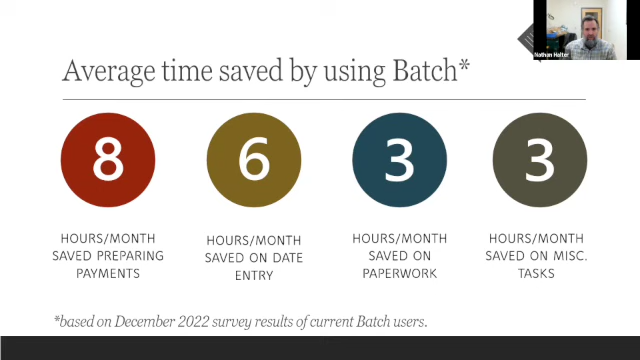 Nathan Halter
Average time saved by using Batch*
8
6
3
3
HOURS/MONTH
SAVED PREPARING
PAYMENTS
HOURS/MONTH
SAVED ON DATE
ENTRY
HOURS/MONTH
SAVED ON
PAPERWORK
HOURS/MONTH
SAVED ON MISC.
TASKS
*based on December 2022 survey results of current Batch users.